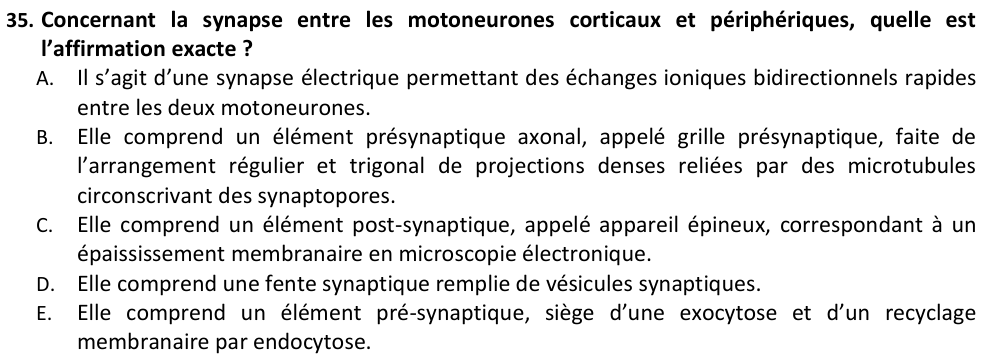 35. Concernant la synapse entre les motoneurones corticaux et périphériques, quelle est
l’affirmation exacte ?
A. Il s’agit d’une synapse électrique permettant des échanges ioniques bidirectionnels rapides
entre les deux motoneurones.
B. Elle comprend un élément présynaptique axonal, appelé grille présynaptique, faite de
l’arrangement régulier et trigonal de projections denses reliées par des microtubules
circonscrivant des synaptopores.
C. Elle comprend un élément post-synaptique, appelé appareil épineux, correspondant à un
épaississement membranaire en microscopie électronique.
D. Elle comprend une fente synaptique remplie de vésicules synaptiques.
E. Elle comprend un élément pré-synaptique, siège d’une exocytose et d’un recyclage
membranaire par endocytose.